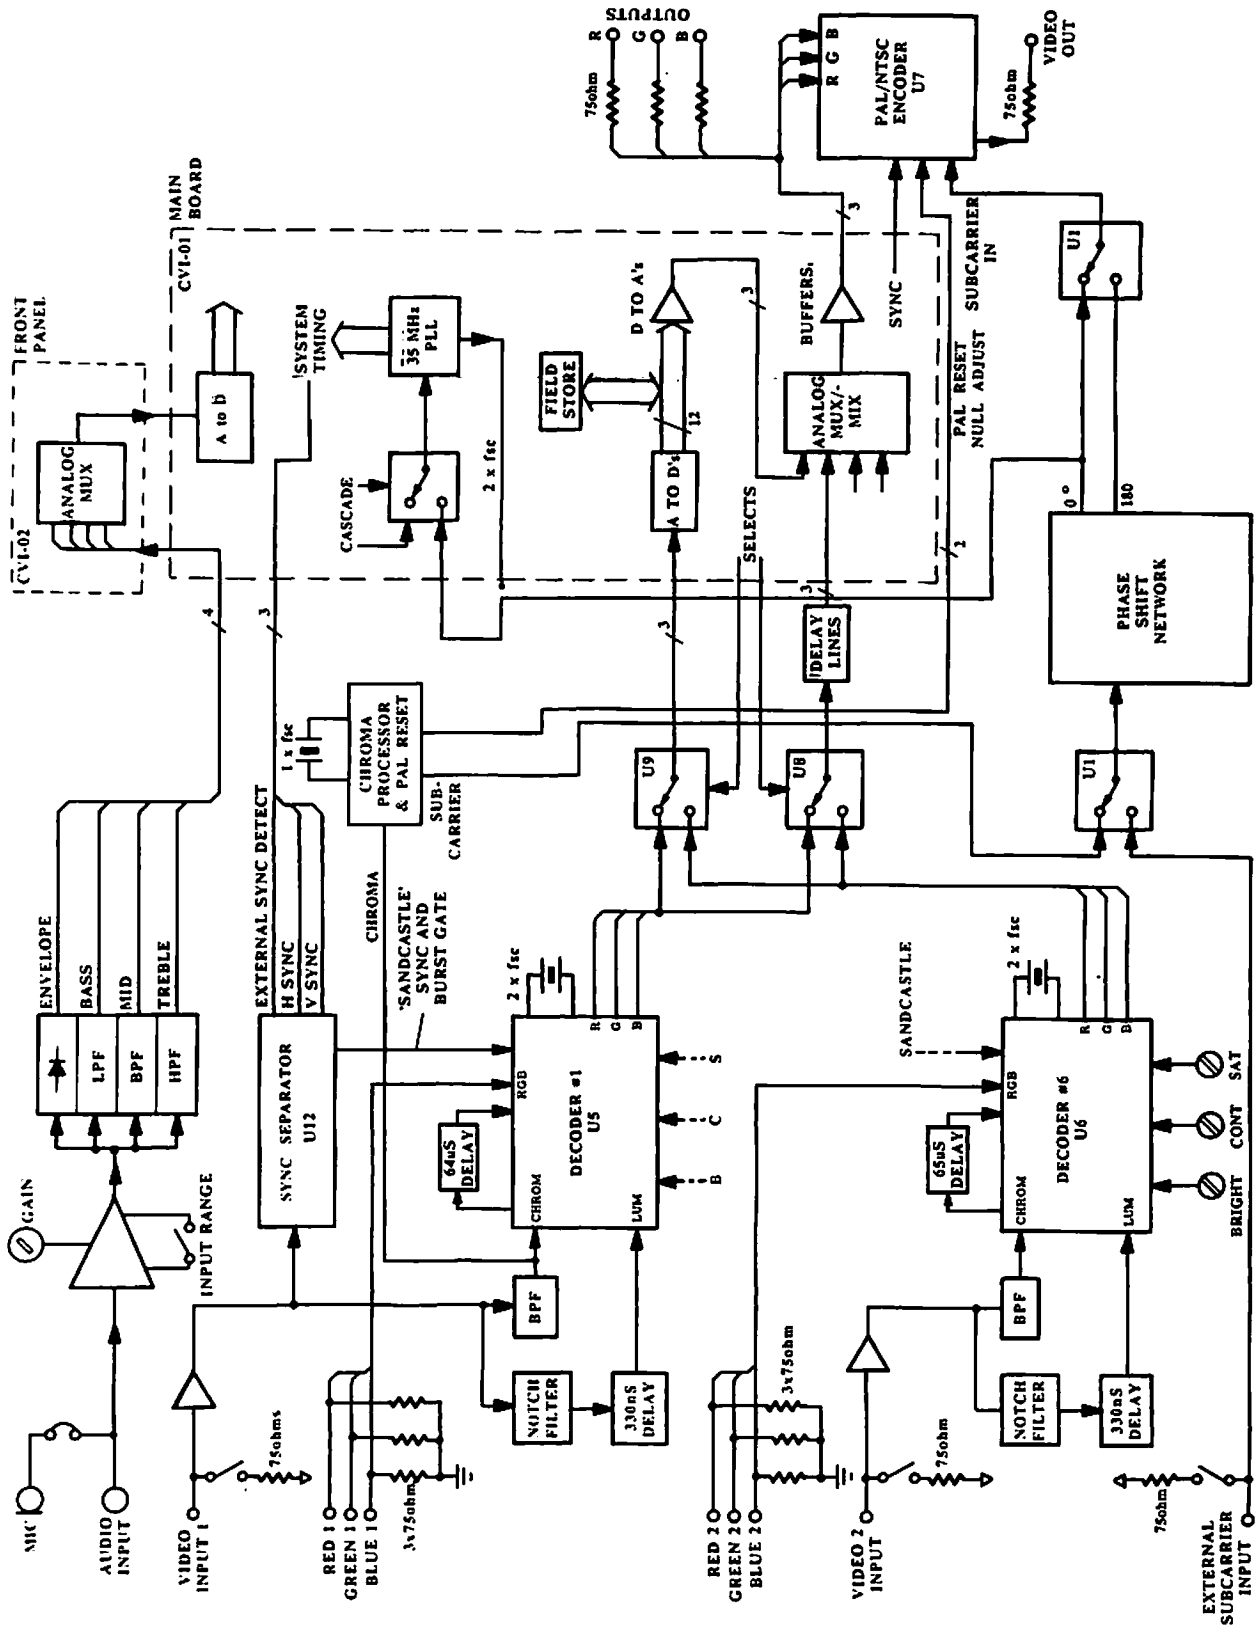 MIC
AUDIO
INPUT
GAIN
INPUT RANGE
LPF
BPF
HPF
ENVELOPE
BASS
MID
TREBLE
4
CVI-02
FRONT
PANEL
ANALOG
MUX
CVI-01
MAIN
BOARD
A to D
VIDEO
INPUT 1
75ohms
SYNC SEPARATOR
U12
EXTERNAL SYNC DETECT
H SYNC
V SYNC
3
SYSTEM
TIMING
35 MHz
PLL
CASCADE
2 x fsc
1 x fsc
CHROMA
PROCESSOR
& PAL RESET
SUB-
CARRIER
CHROMA
'SANDCASTLE'
SYNC AND
BURST GATE
RED 1
GREEN 1
BLUE 1
3x75ohm
NOTCH
FILTER
BPF
330nS
DELAY
64uS
DELAY
CHROM
RGB
LUM
DECODER #1
U5
R
G
B
B
C
S
2 x fsc
U9
3
A TO D's
12
FIELD
STORE
D TO A's
3
SELECTS
U8
DELAY
LINES
3
ANALOG
MUX/-
MIX
BUFFERS
3
OUTPUTS
R
G
B
75ohm
R
G
B
PAL/NTSC
ENCODER
U7
75ohm
VIDEO
OUT
SYNC
PAL RESET
NULL ADJUST
2
SUBCARRIER
IN
RED 2
GREEN 2
BLUE 2
3x75ohm
VIDEO 2
INPUT
75ohm
NOTCH
FILTER
BPF
330nS
DELAY
65uS
DELAY
SANDCASTLE
2 x fsc
CHROM
RGB
LUM
DECODER #6
U6
R
G
B
BRIGHT
CONT
SAT
EXTERNAL
SUBCARRIER
INPUT
75ohm
U1
PHASE
SHIFT
NETWORK
0°
180
U1